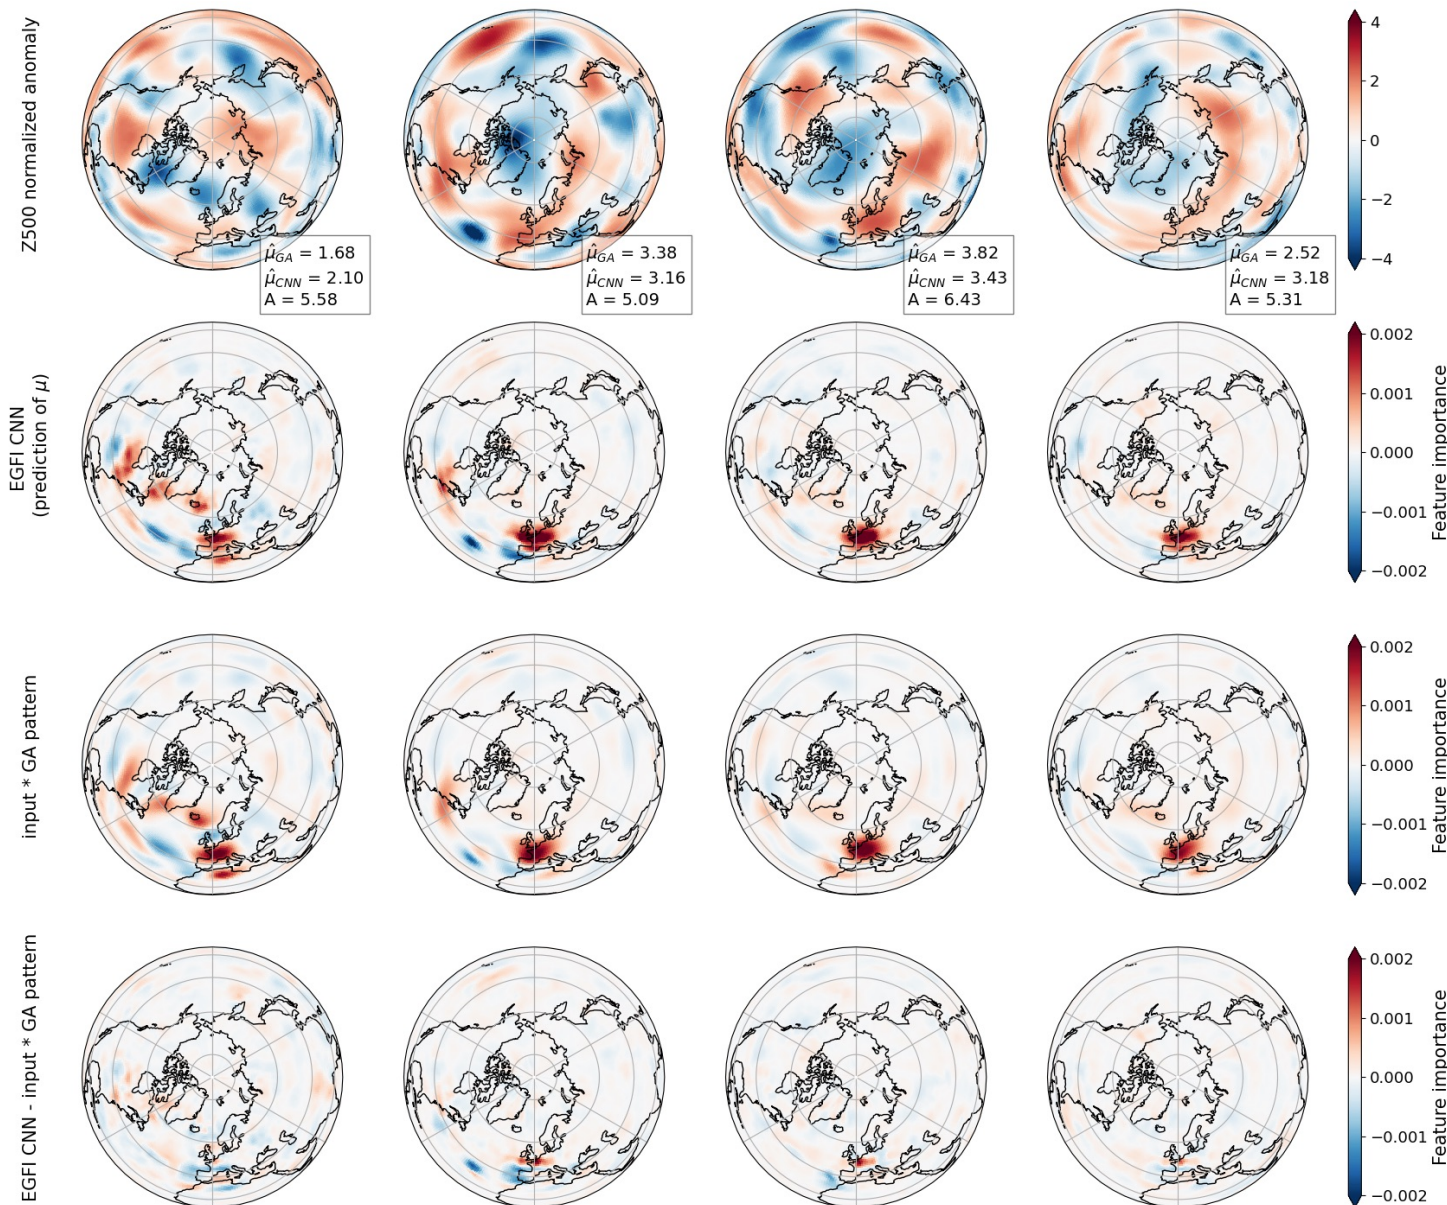 Z500 normalized anomaly
4
2
0
−2
−4
μ̂GA = 1.68
μ̂CNN = 2.10
A = 5.58
μ̂GA = 3.38
μ̂CNN = 3.16
A = 5.09
μ̂GA = 3.82
μ̂CNN = 3.43
A = 6.43
μ̂GA = 2.52
μ̂CNN = 3.18
A = 5.31
EGFI CNN
(prediction of μ)
0.002
0.001
0.000
−0.001
−0.002
Feature importance
input * GA pattern
0.002
0.001
0.000
−0.001
−0.002
Feature importance
EGFI CNN - input * GA pattern
0.002
0.001
0.000
−0.001
−0.002
Feature importance